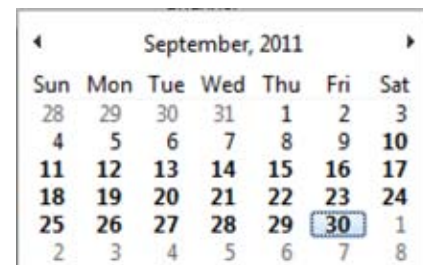 September, 2011
Sun Mon Tue Wed Thu Fri Sat
28 29 30 31 1 2 3
4 5 6 7 8 9 10
11 12 13 14 15 16 17
18 19 20 21 22 23 24
25 26 27 28 29 30 1
2 3 4 5 6 7 8